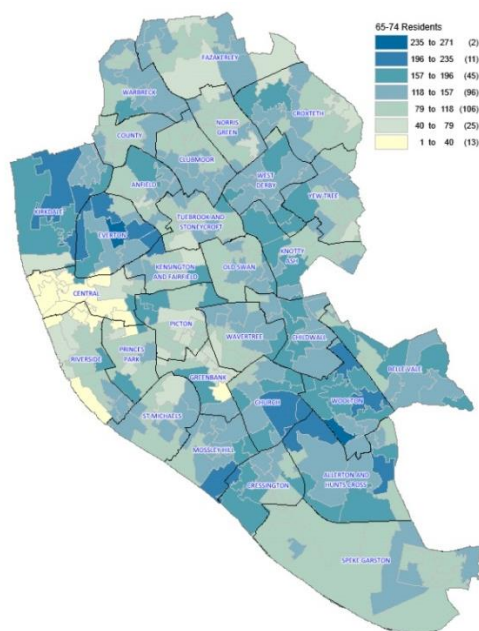 65-74 Residents
235 to 271 (2)
196 to 235 (11)
157 to 196 (45)
118 to 157 (96)
79 to 118 (106)
40 to 79 (25)
1 to 40 (13)
FAZAKERLEY
WARBRECK
CROXTETH
NORRIS
GREEN
COUNTY
CLUBMOOR
WEST
DERBY
ANFIELD
YEW TREE
KIRKDALE
TUEBROOK AND
STONEYCROFT
EVERTON
KNOTTY
ASH
KENSINGTON
AND FAIRFIELD
OLD SWAN
CENTRAL
PICTON
WAVERTREE
CHILDWALL
PRINCES
PARK
RIVERSIDE
BELLE VALE
GREENBANK
CHURCH
WOOLTON
ST MICHAELS
MOSSLEY HILL
ALLERTON AND
HUNTS CROSS
CRESSINGTON
SPEKE GARSTON